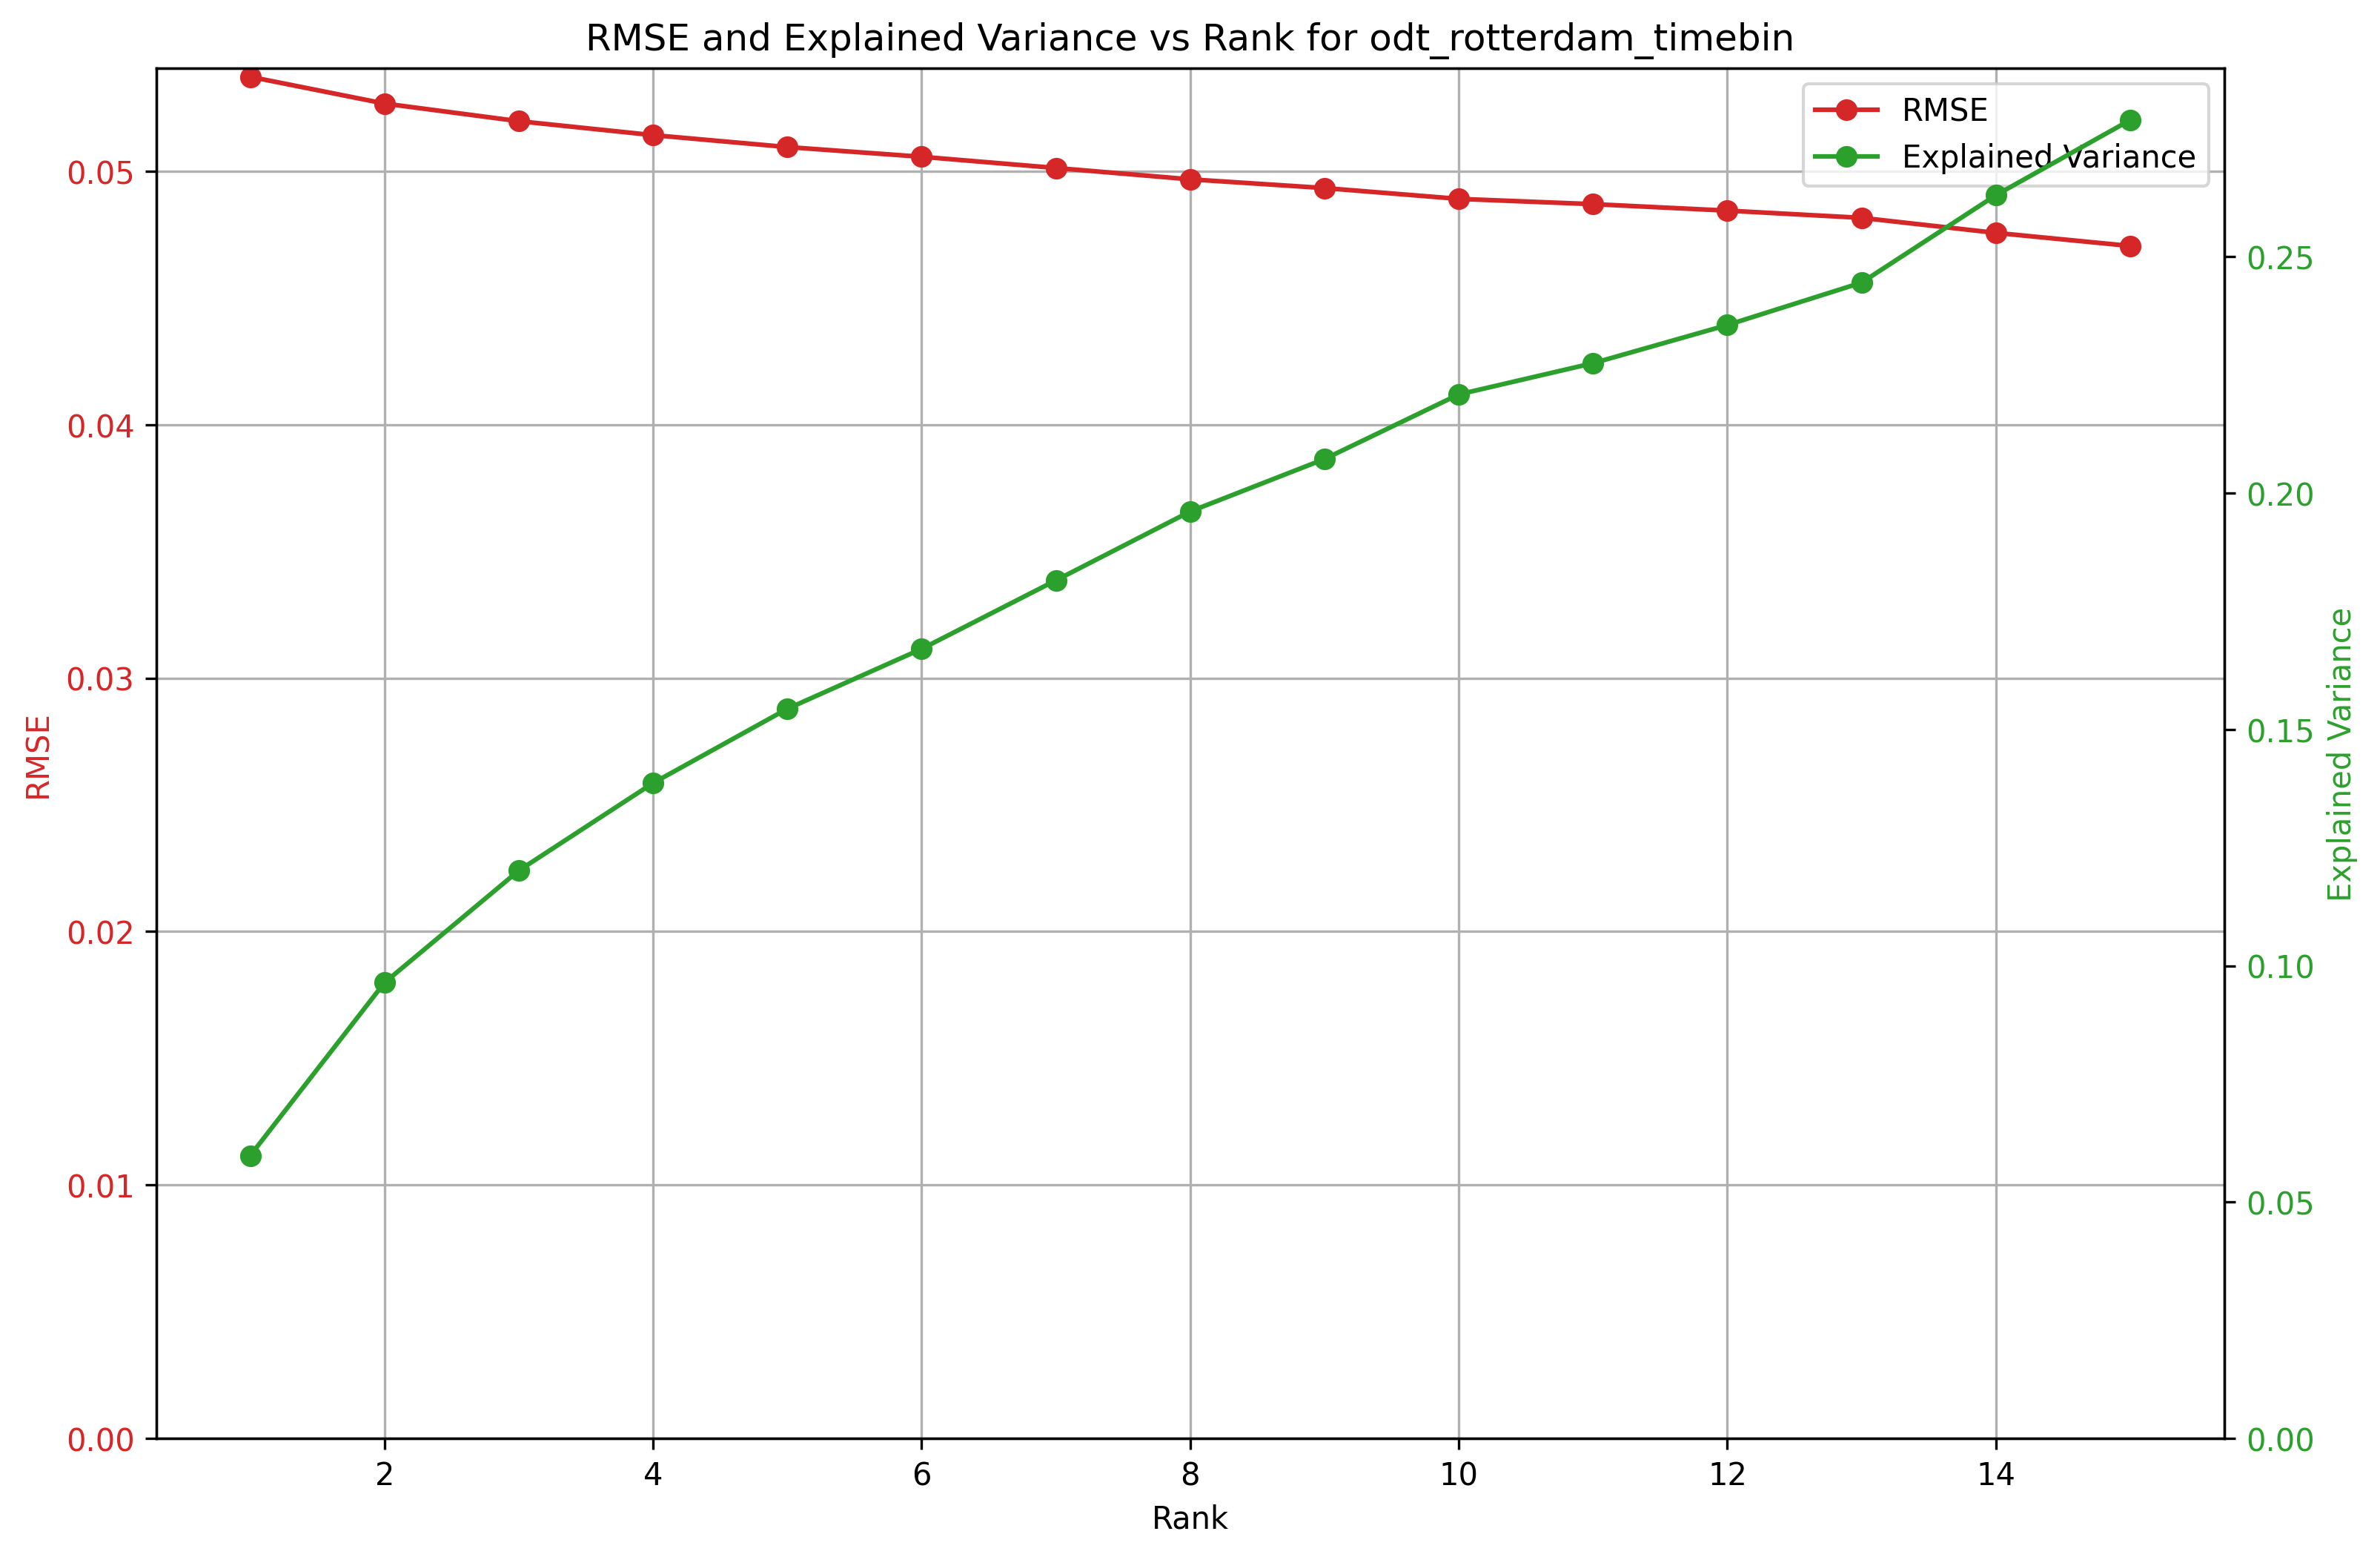 RMSE and Explained Variance vs Rank for odt_rotterdam_timebin
RMSE
Explained Variance
0.05
0.04
0.03
0.02
0.01
0.00
RMSE
0.25
0.20
0.15
0.10
0.05
0.00
Explained Variance
2 4 6 8 10 12 14
Rank